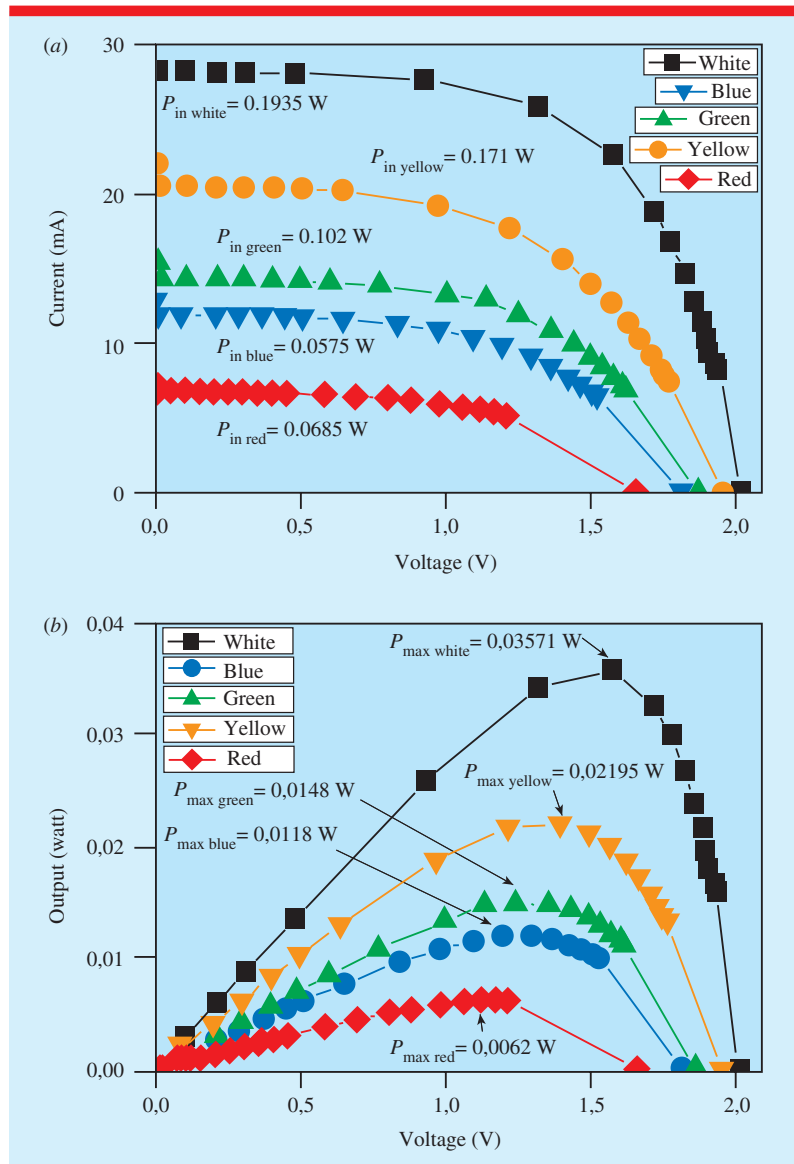 (a)
30
20
10
0
Current (mA)
P in white = 0.1935 W
P in yellow = 0.171 W
P in green = 0.102 W
P in blue = 0.0575 W
P in red = 0.0685 W
White
Blue
Green
Yellow
Red
0,0
0,5
1,0
1,5
2,0
Voltage (V)
(b)
0,04
0,03
0,02
0,01
0,00
Output (watt)
White
Blue
Green
Yellow
Red
P max white = 0,03571 W
P max yellow = 0,02195 W
P max green = 0,0148 W
P max blue = 0,0118 W
P max red = 0,0062 W
0,0
0,5
1,0
1,5
2,0
Voltage (V)